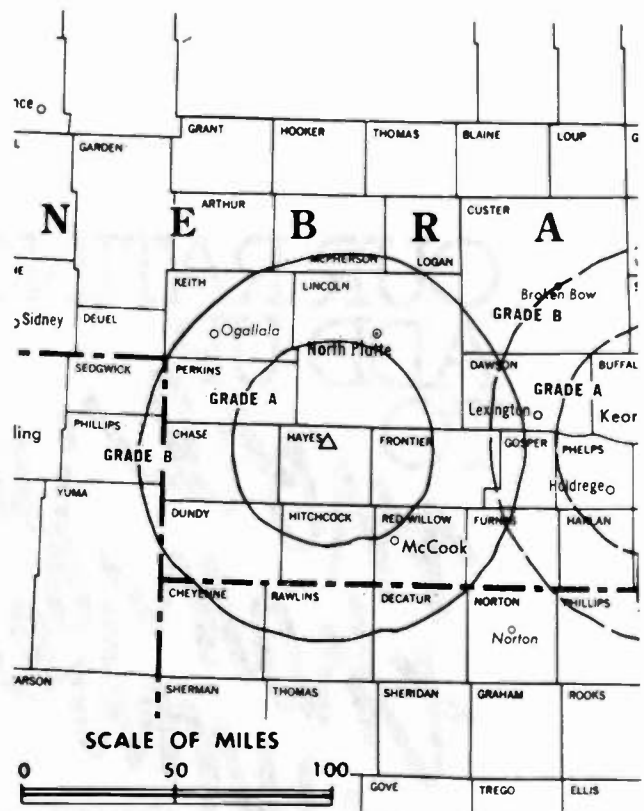 nce
GRANT HOOKER THOMAS BLAINE LOUP G
GARDEN
N E B R A
ARTHUR CUSTER
McPHERSON LOGAN
KEITH LINCOLN
Broken Bow
GRADE B
Sidney DEUEL Ogallala North Platte
SEDGWICK PERKINS DAWSON BUFFAL
GRADE A GRADE A
PHILLIPS Lexington Kear
CHASE HAYES FRONTIER GOSPER PHELPS
GRADE B
ling
YUMA Holdrege
DUNDY HITCHCOCK RED WILLOW FURNAS HARLAN
McCook
CHEYENNE RAWLINS DECATUR NORTON PHILLIPS
Norton
ARSON SHERMAN THOMAS SHERIDAN GRAHAM ROOKS
SCALE OF MILES
0 50 100
GOVE TREGO ELLIS